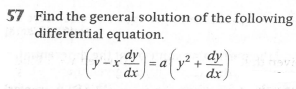 57 Find the general solution of the following
differential equation.
(y − x dy/dx) = a(y² + dy/dx)